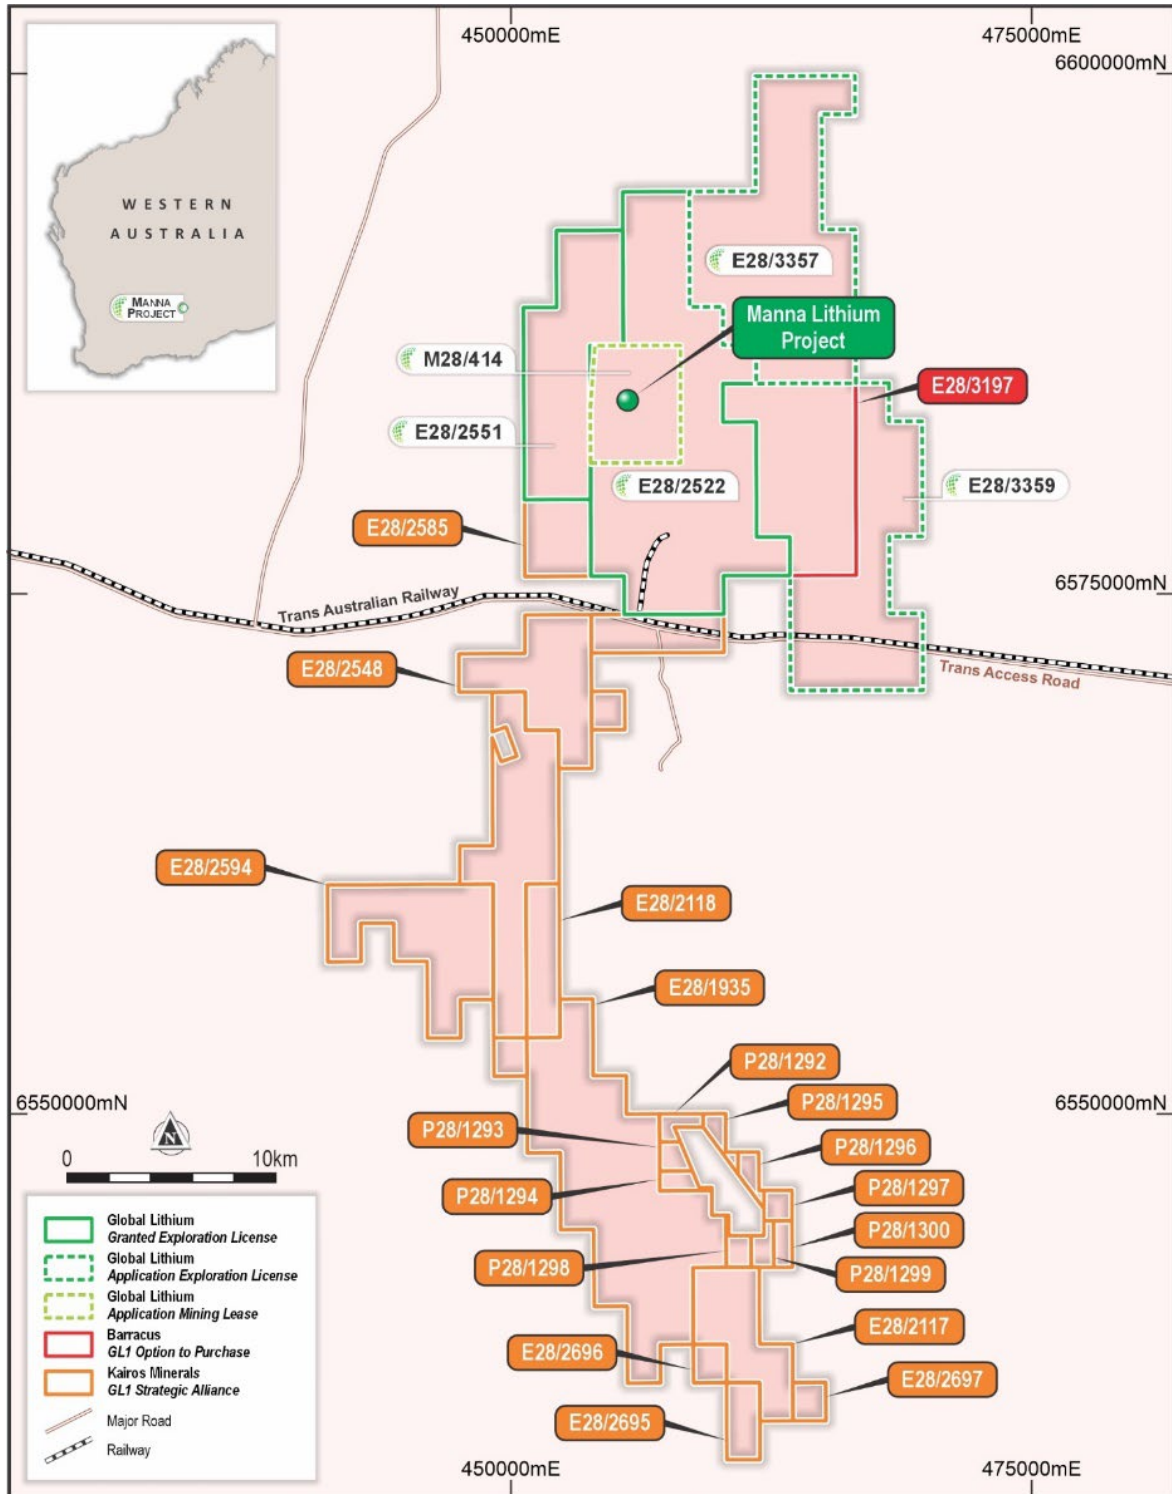 450000mE
475000mE
6600000mN
WESTERN
AUSTRALIA
MANNA
PROJECT
E28/3357
Manna Lithium
Project
M28/414
E28/3197
E28/2551
E28/2522
E28/3359
E28/2585
6575000mN
Trans Australian Railway
E28/2548
Trans Access Road
E28/2594
E28/2118
E28/1935
P28/1292
6550000mN
6550000mN
P28/1295
P28/1293
P28/1296
N
0 10km
P28/1294
P28/1297
P28/1300
P28/1298
P28/1299
E28/2117
E28/2696
E28/2697
E28/2695
Global Lithium
Granted Exploration License
Global Lithium
Application Exploration License
Global Lithium
Application Mining Lease
Barracus
GL1 Option to Purchase
Kairos Minerals
GL1 Strategic Alliance
Major Road
Railway
450000mE
475000mE